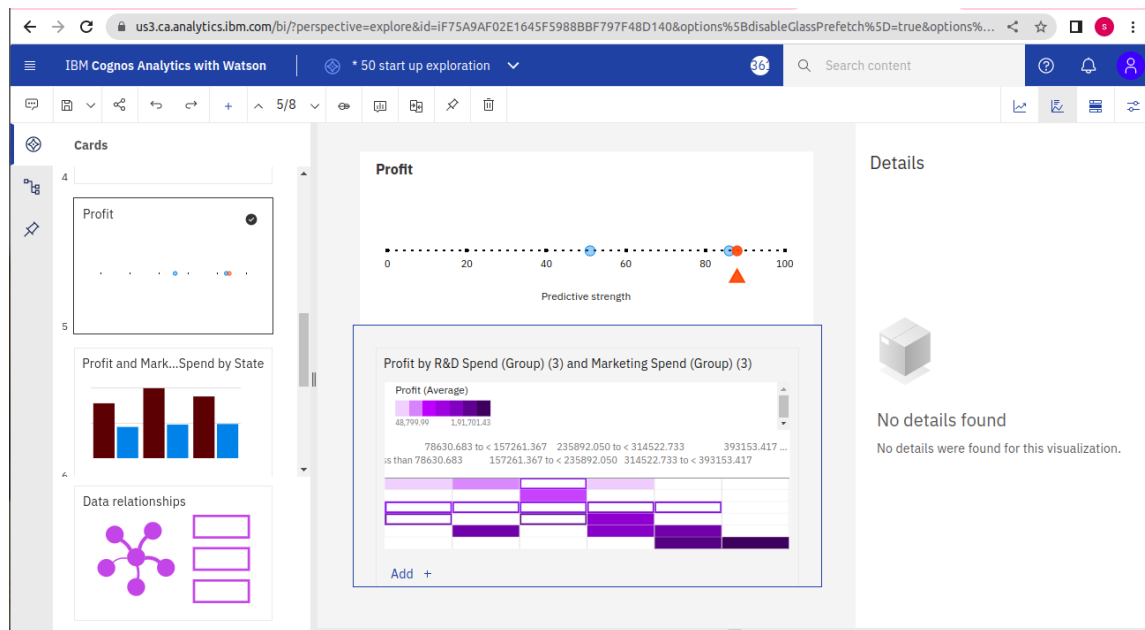 us3.ca.analytics.ibm.com/bi/?perspective=explore&id=iF75A9AF02E1645F5988BBF797F48D140&options%5BdisableGlassPrefetch%5D=true&options%...
S
IBM Cognos Analytics with Watson
* 50 start up exploration
361
Search content
5/8
Cards
4
Profit
5
Profit and Mark...Spend by State
Data relationships
Profit
0 20 40 60 80 100
Predictive strength
Profit by R&D Spend (Group) (3) and Marketing Spend (Group) (3)
Profit (Average)
48,799.99 1,91,701.43
78630.683 to < 157261.367 235892.050 to < 314522.733 393153.417 ...
ss than 78630.683 157261.367 to < 235892.050 314522.733 to < 393153.417
Add +
Details
No details found
No details were found for this visualization.